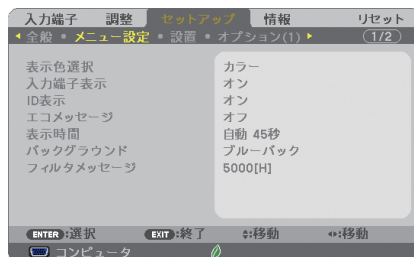 入力端子 調整 セットアップ 情報 リセット
全般 • メニュー設定 • 設置 • オプション(1) (1/2)
表示色選択 カラー
入力端子表示 オン
ID表示 オン
エコメッセージ オフ
表示時間 自動 45秒
バックグラウンド ブルーバック
フィルタメッセージ 5000[H]
ENTER:選択 EXIT:終了 :移動 :移動
コンピュータ